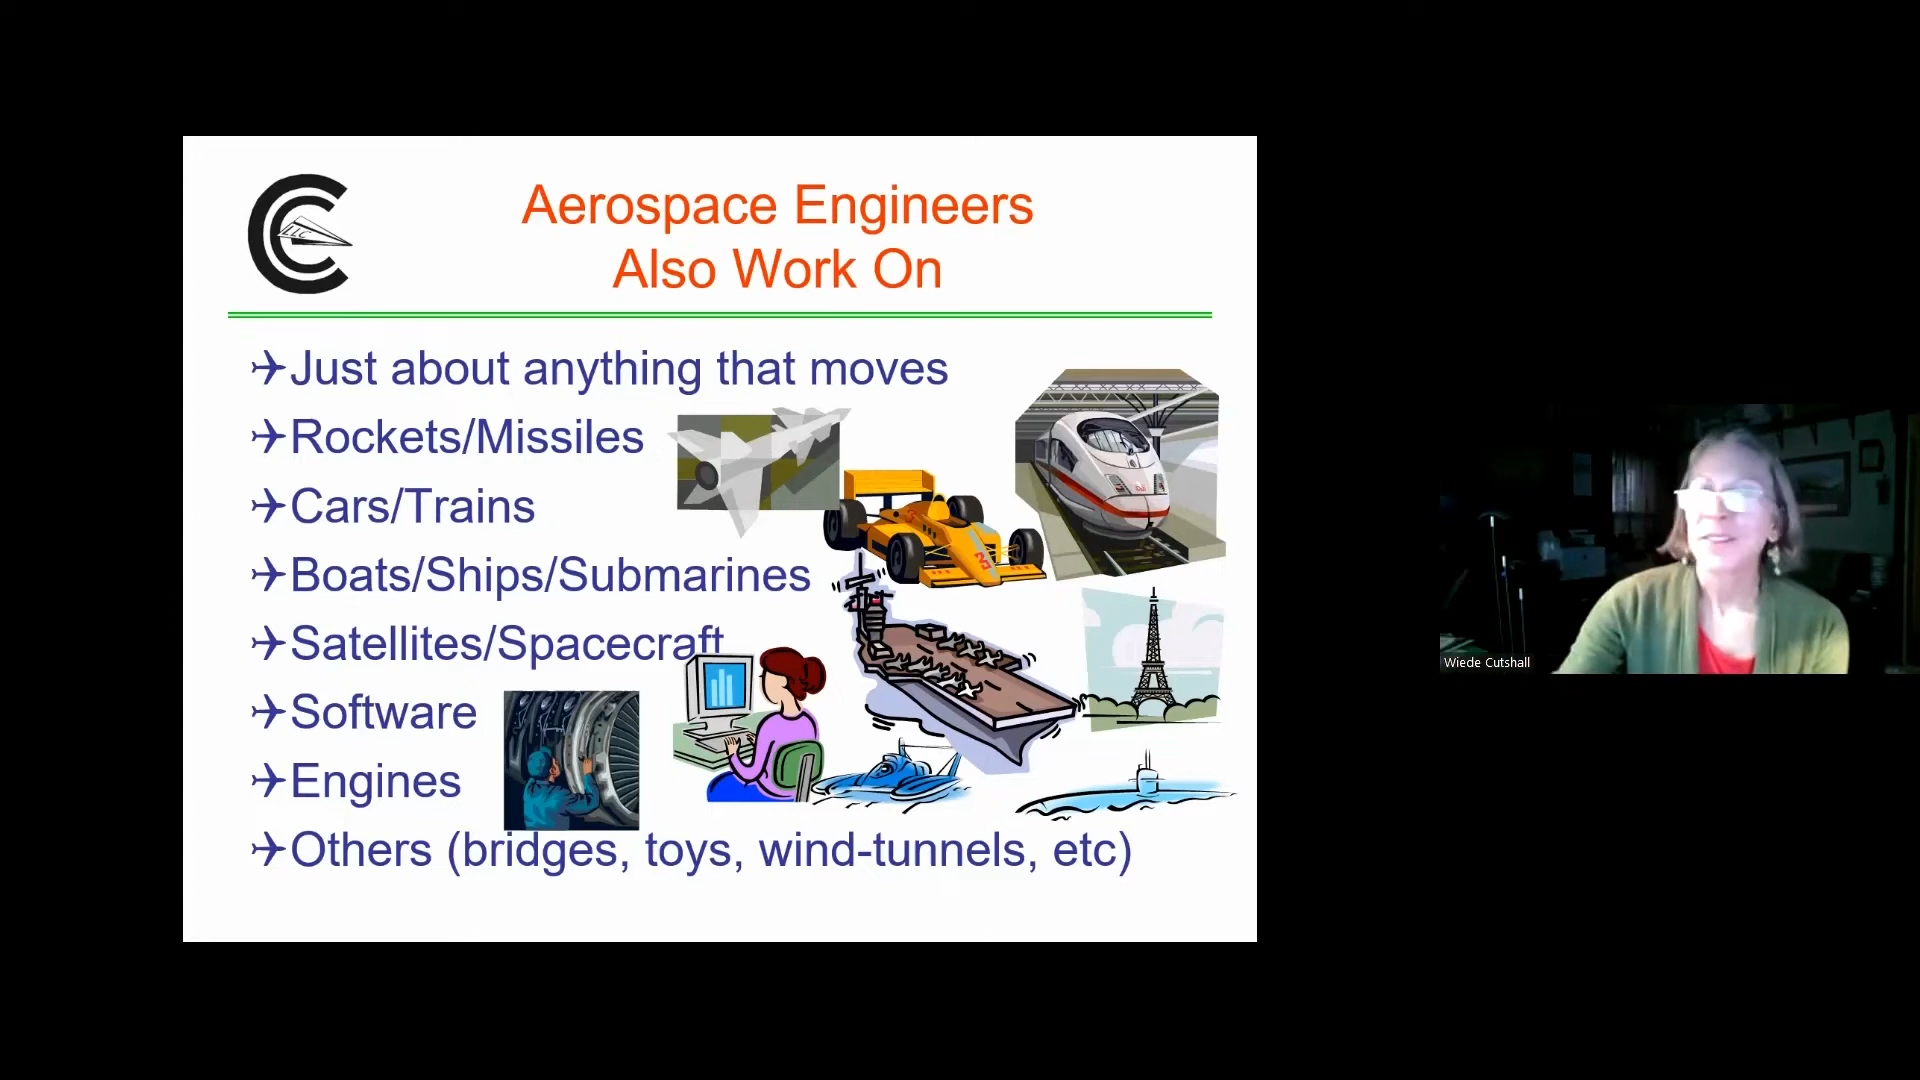 Aerospace Engineers
Also Work On
LLC
Just about anything that moves
Rockets/Missiles
Cars/Trains
Boats/Ships/Submarines
Satellites/Spacecraft
Software
Engines
Others (bridges, toys, wind-tunnels, etc)
Wiede Cutshall